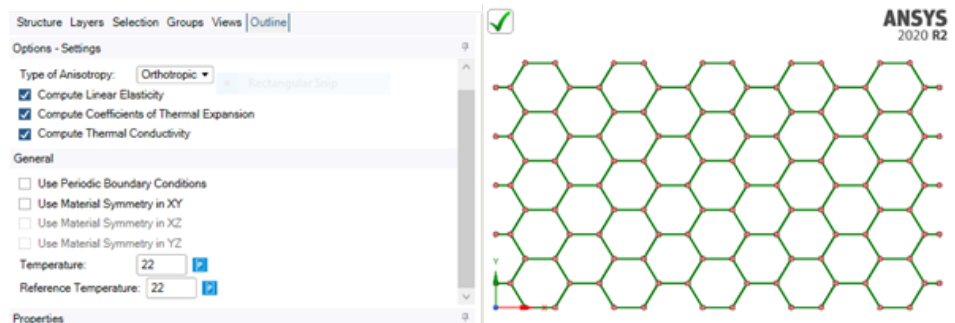 Structure Layers Selection Groups Views Outline
Options - Settings
Type of Anisotropy: Orthotropic
Rectangular Snip
Compute Linear Elasticity
Compute Coefficients of Thermal Expansion
Compute Thermal Conductivity
General
Use Periodic Boundary Conditions
Use Material Symmetry in XY
Use Material Symmetry in XZ
Use Material Symmetry in YZ
Temperature: 22
Reference Temperature: 22
Properties
ANSYS
2020 R2
Y
X